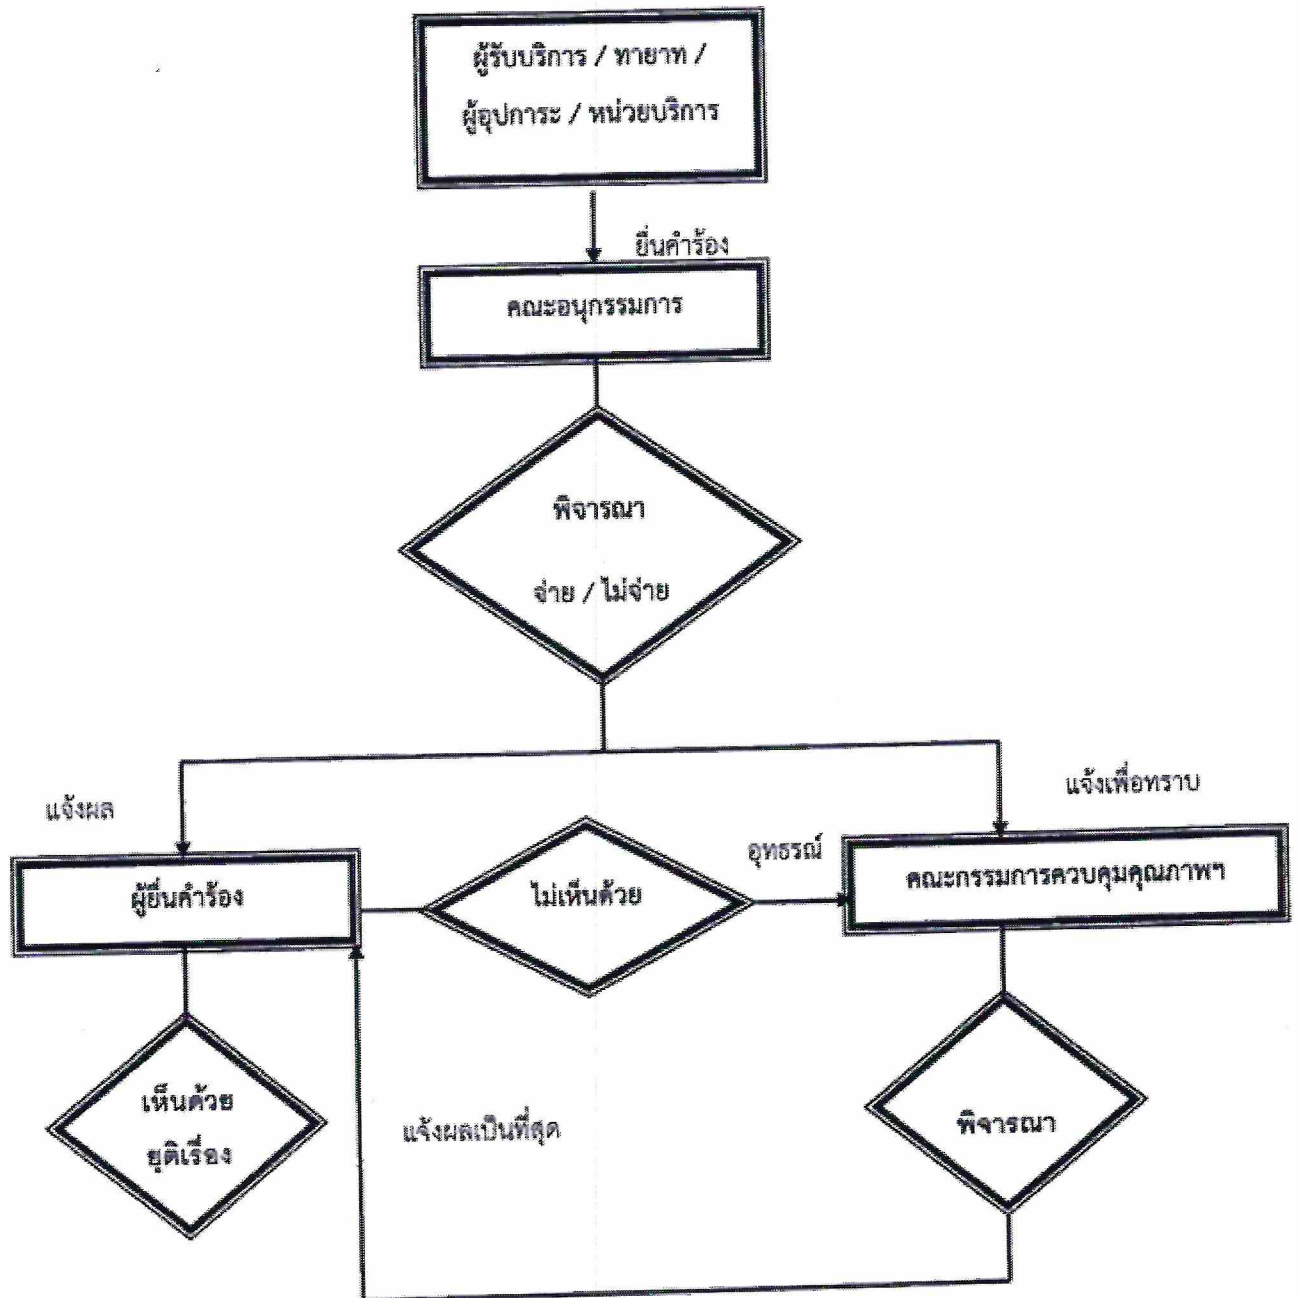 ผู้รับบริการ / ทายาท /
ผู้อุปการะ / หน่วยบริการ
ยื่นคำร้อง
คณะอนุกรรมการ
พิจารณา
จ่าย / ไม่จ่าย
แจ้งผล
แจ้งเพื่อทราบ
ผู้ยื่นคำร้อง
ไม่เห็นด้วย
อุทธรณ์
คณะกรรมการควบคุมคุณภาพฯ
เห็นด้วย
ยุติเรื่อง
แจ้งผลเป็นที่สุด
พิจารณา